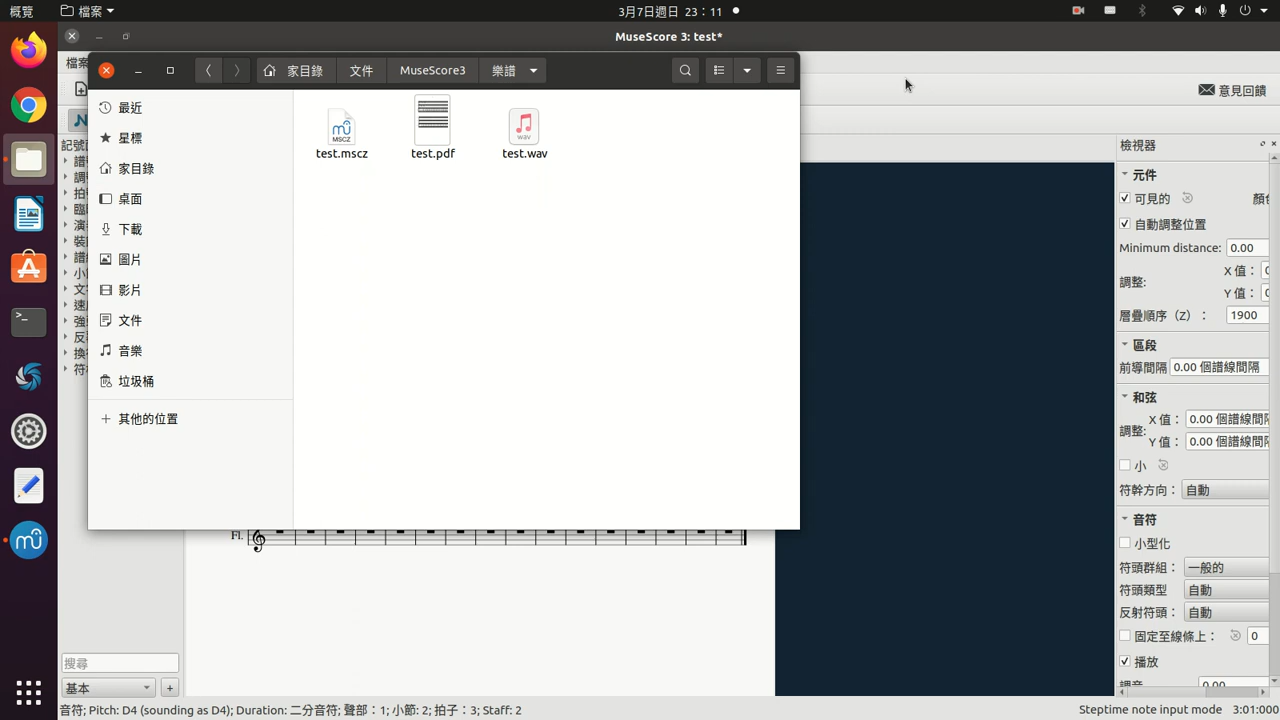 概覽
檔案
3月7日週日 23：11
MuseScore 3: test*
檔案
家目錄
文件
MuseScore3
樂譜
意見回饋
最近
星標
家目錄
桌面
下載
圖片
影片
文件
音樂
垃圾桶
其他的位置
MSCZ
test.mscz
test.pdf
wav
test.wav
Fl.
搜尋
基本
檢視器
元件
可見的
自動調整位置
Minimum distance: 0.00
X 值：
調整:
Y 值：
層疊順序（Z）： 1900
區段
前導間隔 0.00 個譜線間隔
和弦
X 值： 0.00 個譜線間
調整:
Y 值： 0.00 個譜線間
小
符幹方向： 自動
音符
小型化
符頭群組： 一般的
符頭類型 自動
反射符頭： 自動
固定至線條上： 0
播放
音符; Pitch: D4 (sounding as D4); Duration: 二分音符; 聲部：1; 小節: 2; 拍子：3; Staff: 2
Steptime note input mode 3:01:000